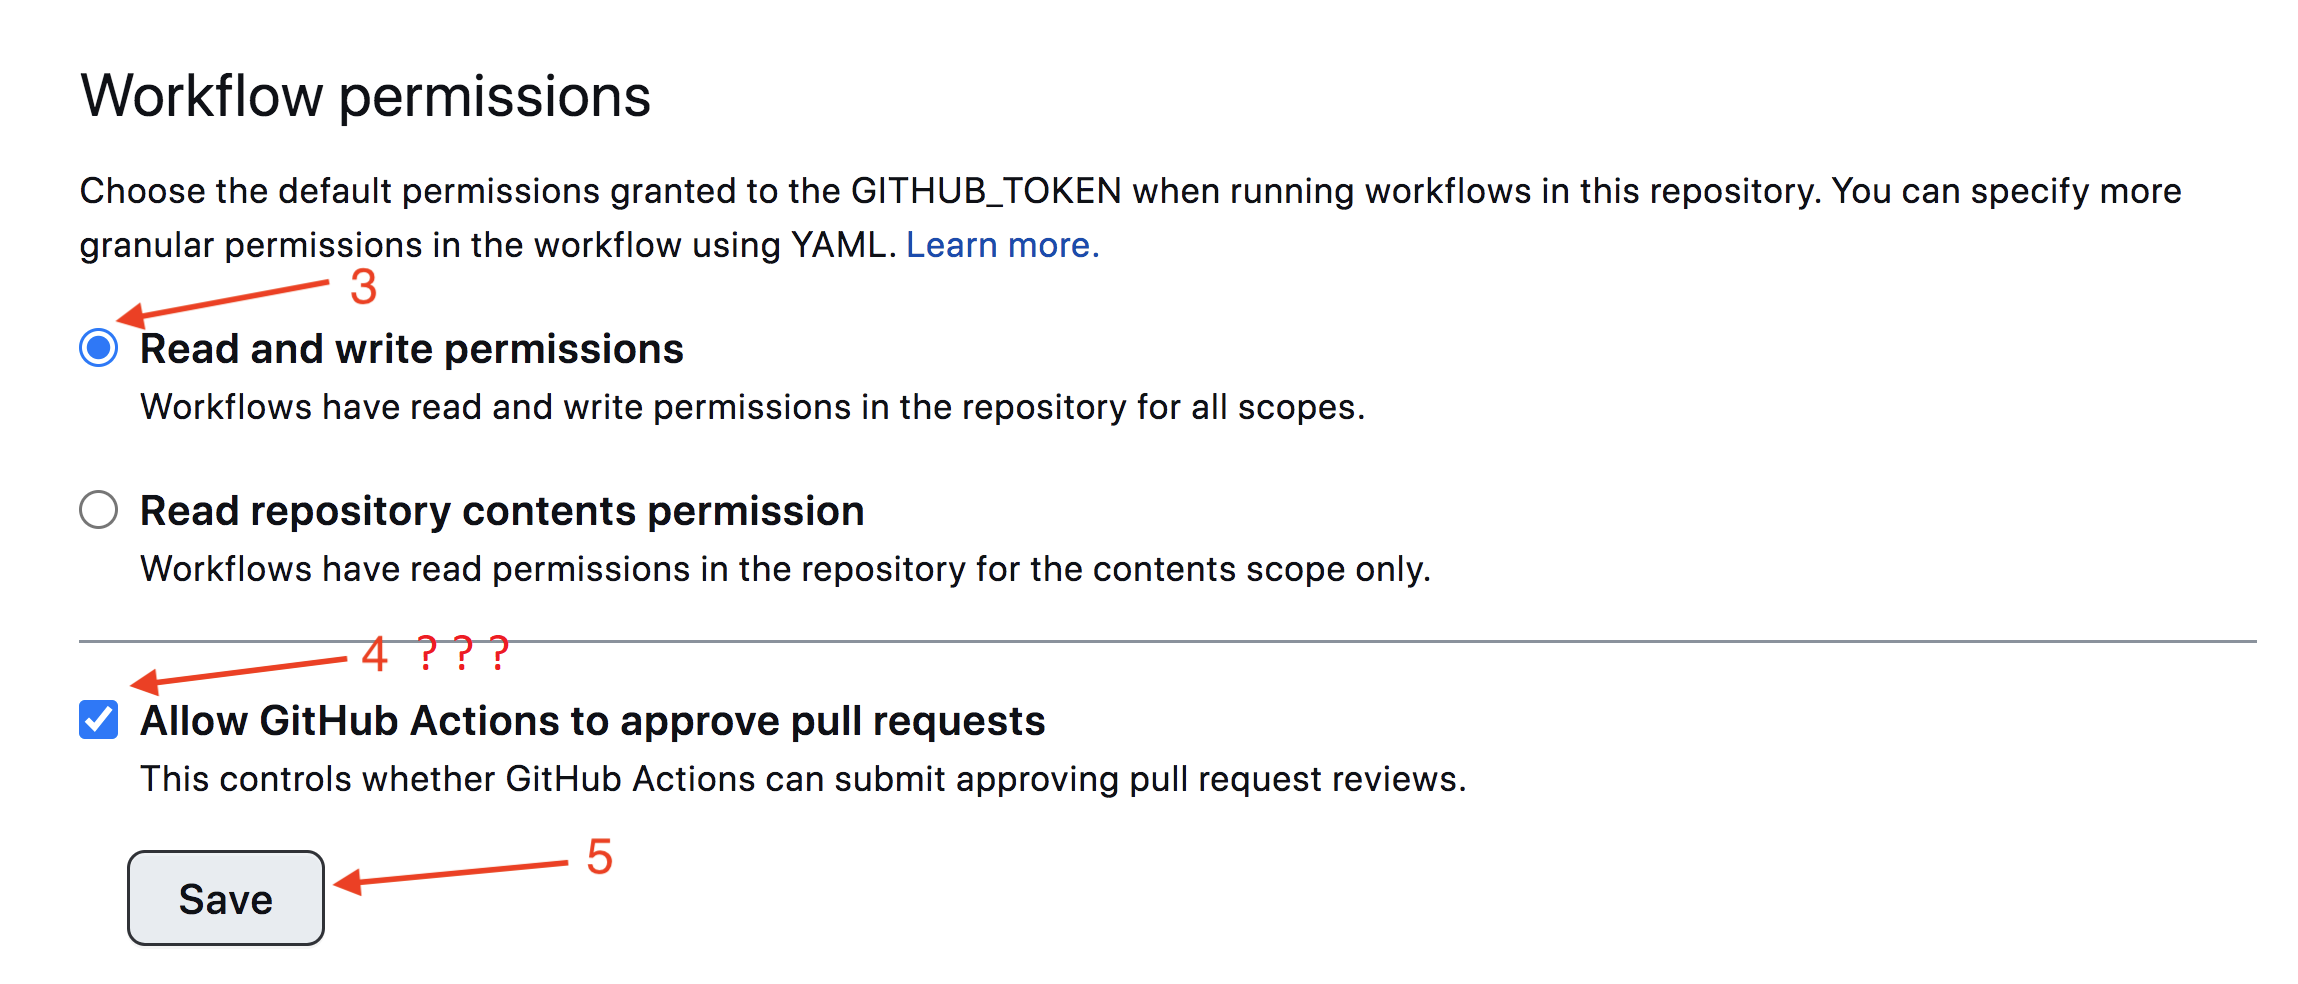 Workflow permissions
Choose the default permissions granted to the GITHUB_TOKEN when running workflows in this repository. You can specify more
granular permissions in the workflow using YAML. Learn more.
3
Read and write permissions
Workflows have read and write permissions in the repository for all scopes.
Read repository contents permission
Workflows have read permissions in the repository for the contents scope only.
4 ? ? ?
Allow GitHub Actions to approve pull requests
This controls whether GitHub Actions can submit approving pull request reviews.
5
Save